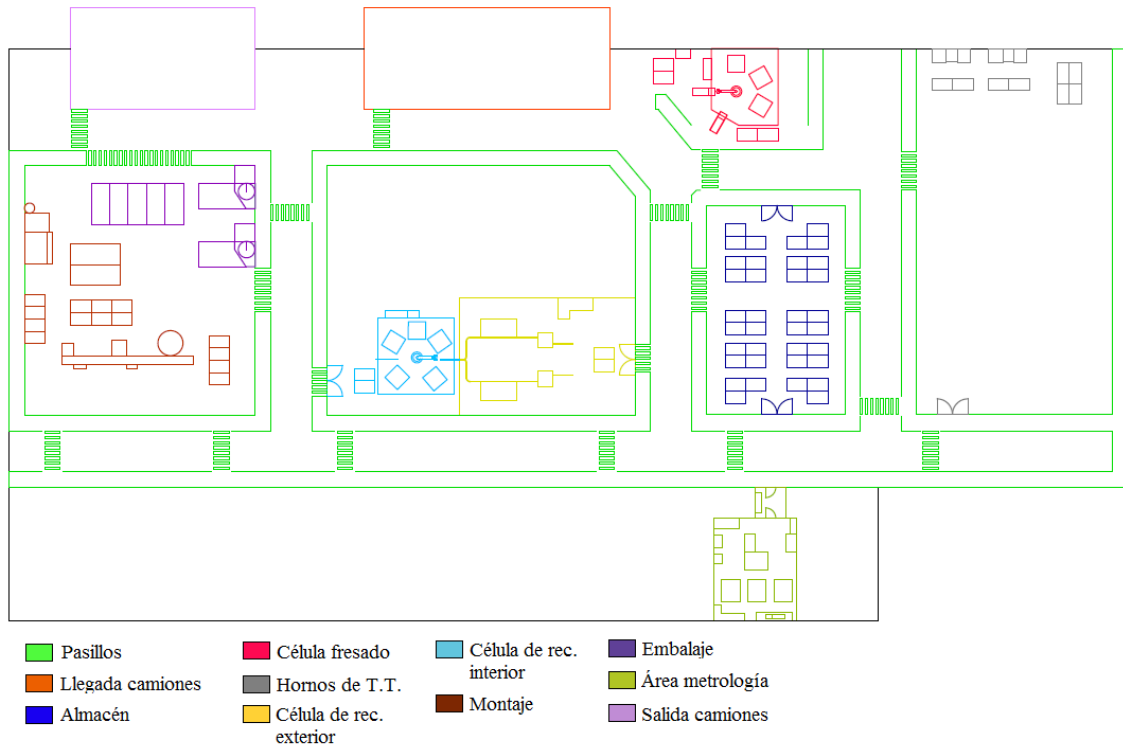 Pasillos
Llegada camiones
Almacén
Célula fresado
Hornos de T.T.
Célula de rec.
exterior
Célula de rec.
interior
Montaje
Embalaje
Área metrología
Salida camiones